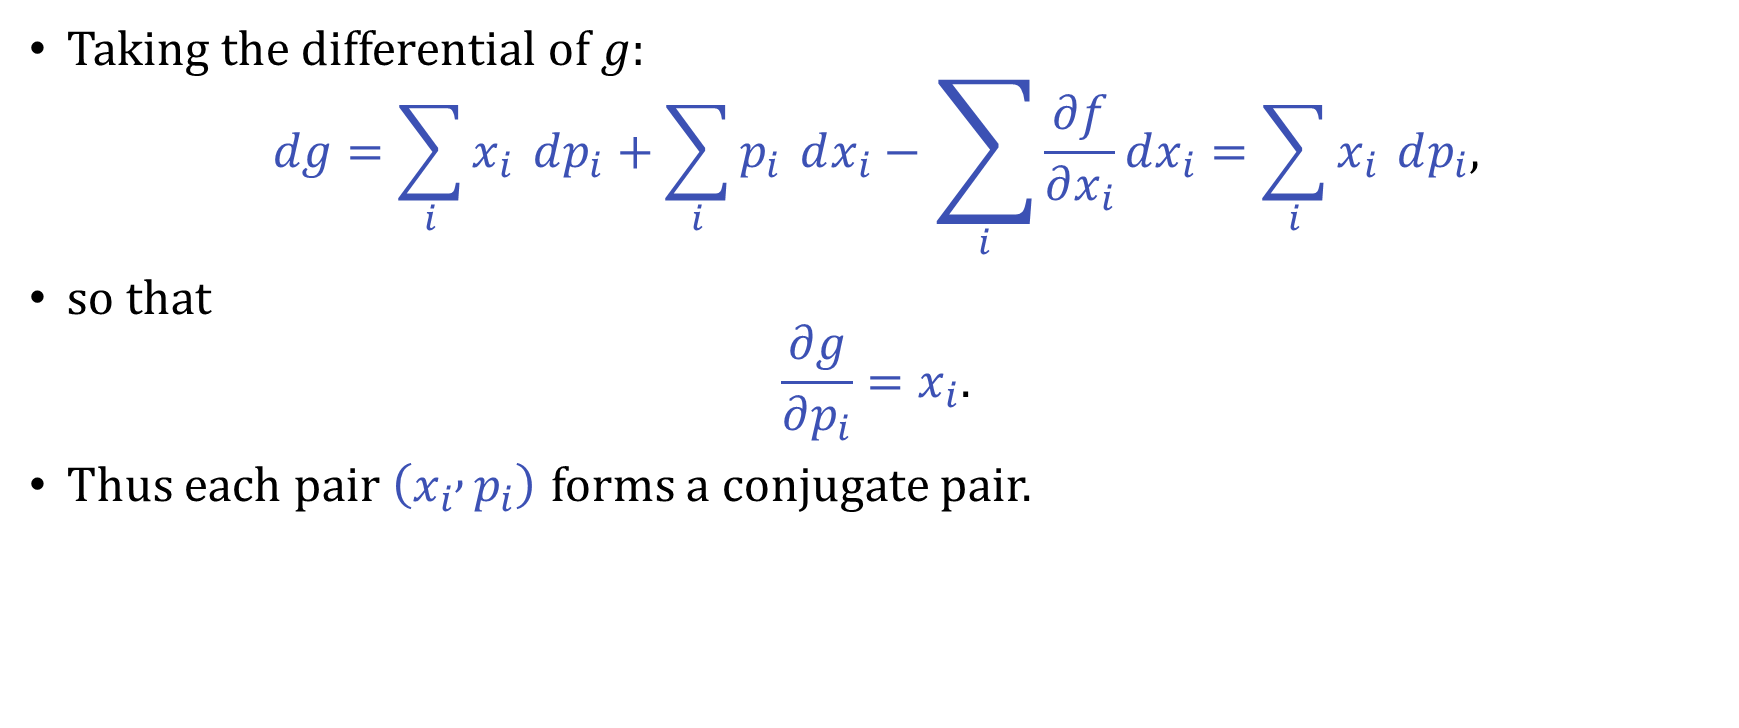 • Taking the differential of g:
dg = ∑_i x_i dp_i + ∑_i p_i dx_i − ∑_i ∂f/∂x_i dx_i = ∑_i x_i dp_i,
• so that
∂g/∂p_i = x_i.
• Thus each pair (x_i, p_i) forms a conjugate pair.